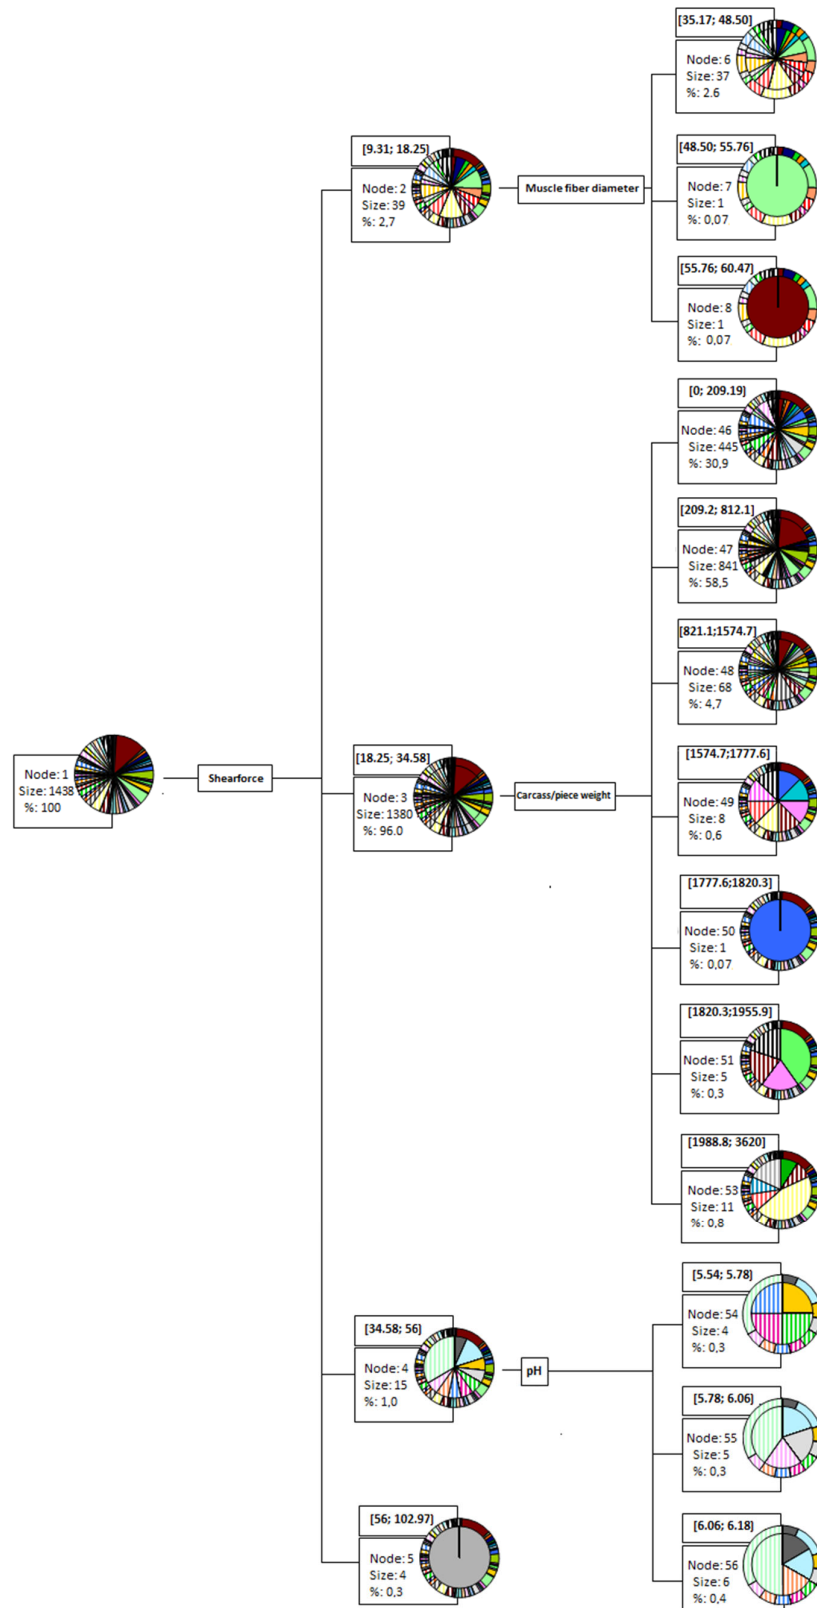 [35.17; 48.50)
Node: 6
Size: 37
%: 2.6
[9.31; 18.25)
Node: 2
Size: 39
%: 2,7
Muscle fiber diameter
[48.50; 55.76)
Node: 7
Size: 1
%: 0,07
[55.76; 60.47)
Node: 8
Size: 1
%: 0,07
[0; 209.19)
Node: 46
Size: 445
%: 30,9
[209.2; 812.1)
Node: 47
Size: 841
%: 58,5
[821.1;1574.7)
Node: 48
Size: 68
%: 4,7
Node: 1
Size: 1438
%: 100
Shearforce
[18.25; 34.58)
Node: 3
Size: 1380
%: 96.0
Carcass/piece weight
[1574.7;1777.6)
Node: 49
Size: 8
%: 0,6
[1777.6;1820.3]
Node: 50
Size: 1
%: 0,07
[1820.3;1955.9]
Node: 51
Size: 5
%: 0,3
[1988.8; 3620)
Node: 53
Size: 11
%: 0,8
[5.54; 5.78)
Node: 54
Size: 4
%: 0,3
[34.58; 56)
Node: 4
Size: 15
%: 1,0
pH
[5.78; 6.06)
Node: 55
Size: 5
%: 0,3
[56; 102.97)
Node: 5
Size: 4
%: 0,3
[6.06; 6.18)
Node: 56
Size: 6
%: 0,4